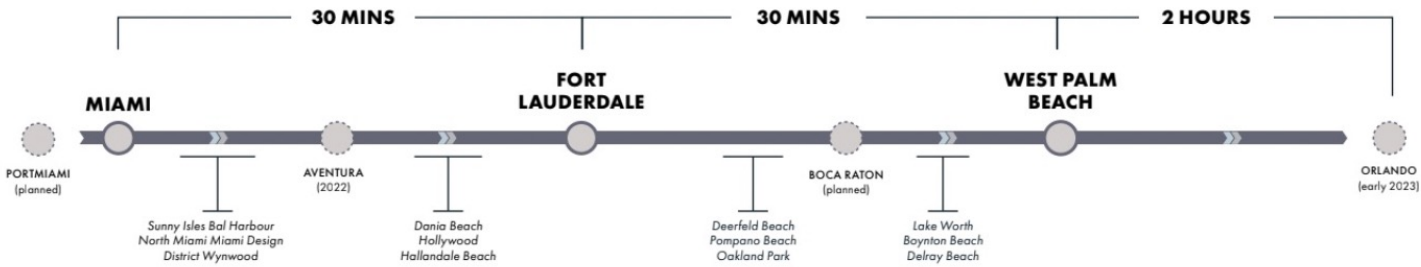 30 MINS
30 MINS
2 HOURS
MIAMI
FORT
LAUDERDALE
WEST PALM
BEACH
PORTMIAMI
(planned)
AVENTURA
(2022)
BOCA RATON
(planned)
ORLANDO
(early 2023)
Sunny Isles Bal Harbour
North Miami Miami Design
District Wynwood
Dania Beach
Hollywood
Hallandale Beach
Deerfeld Beach
Pompano Beach
Oakland Park
Lake Worth
Boynton Beach
Delray Beach